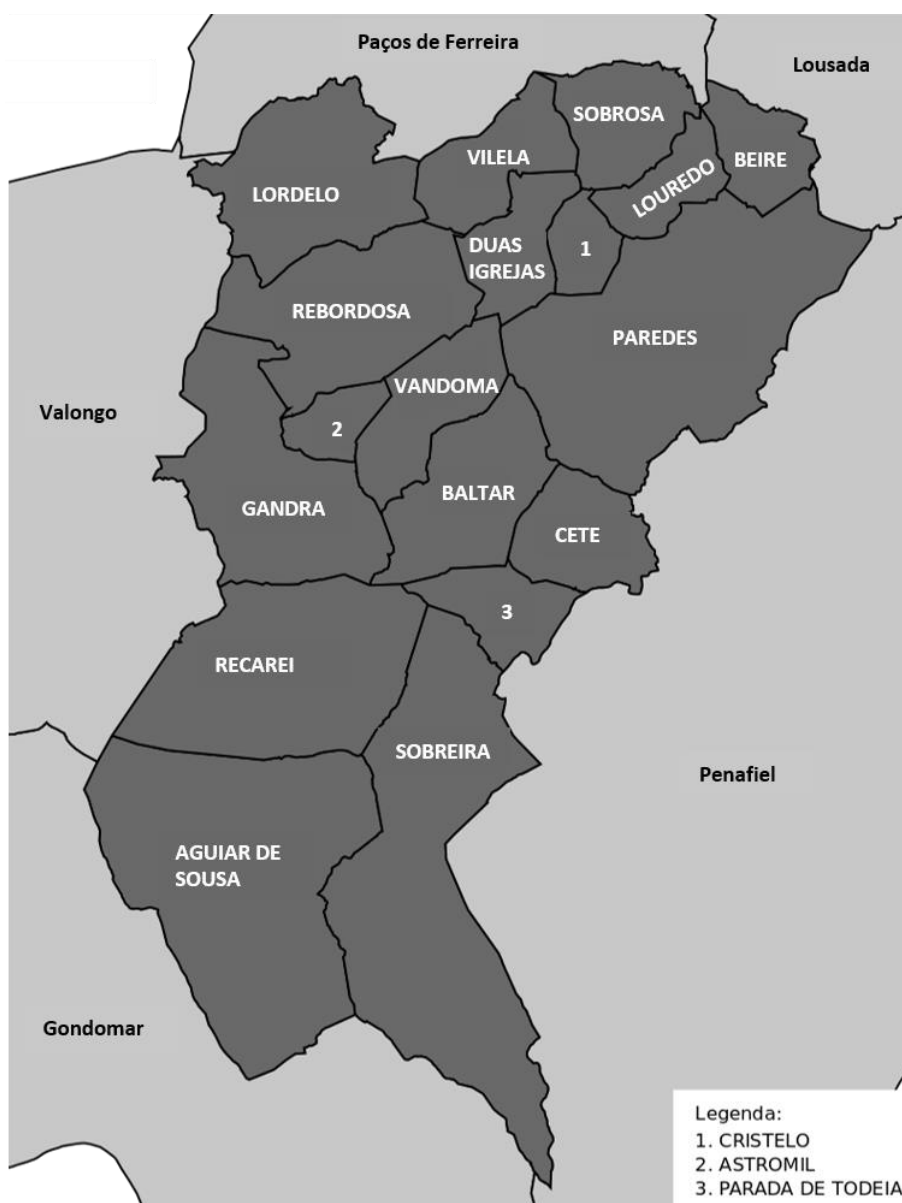 Paços de Ferreira
Lousada
SOBROSA
VILELA
BEIRE
LOUREDO
LORDELO
DUAS
IGREJAS
1
REBORDOSA
PAREDES
VANDOMA
Valongo
2
BALTAR
GANDRA
CETE
3
RECAREI
SOBREIRA
Penafiel
AGUIAR DE
SOUSA
Gondomar
Legenda:
1. CRISTELO
2. ASTROMIL
3. PARADA DE TODEIA